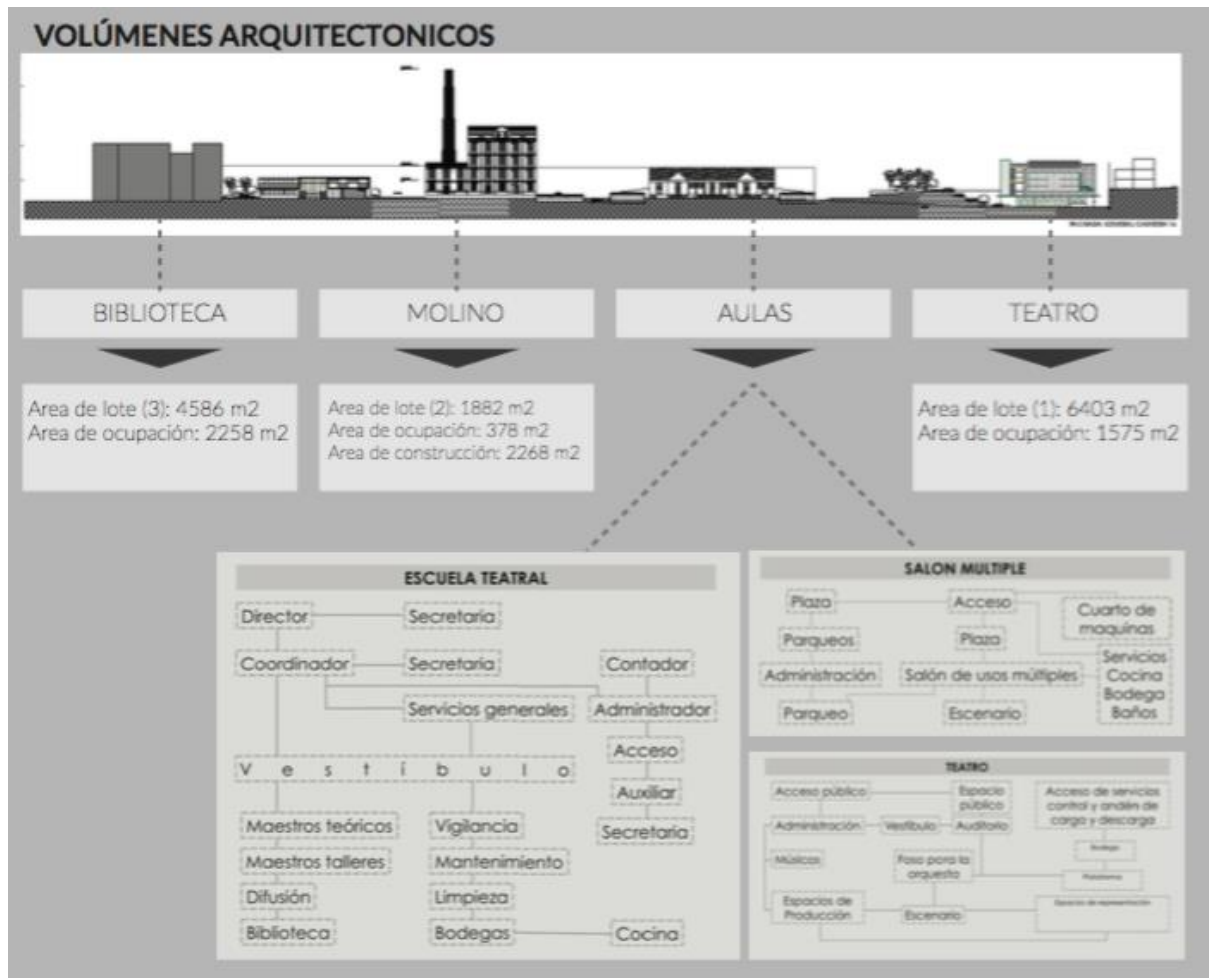 VOLÚMENES ARQUITECTONICOS
BIBLIOTECA
MOLINO
AULAS
TEATRO
Area de lote (3): 4586 m2
Area de ocupación: 2258 m2
Area de lote (2): 1882 m2
Area de ocupación: 378 m2
Area de construcción: 2268 m2
Area de lote (1): 6403 m2
Area de ocupación: 1575 m2
ESCUELA TEATRAL
Director
Secretaria
Coordinador
Secretaria
Contador
Servicios generales
Administrador
Acceso
Vestíbulo
Auxiliar
Maestros teóricos
Vigilancia
Secretaria
Maestros talleres
Mantenimiento
Difusión
Limpieza
Biblioteca
Bodegas
Cocina
SALON MULTIPLE
Plaza
Acceso
Cuarto de
maquinas
Parqueos
Plaza
Administración
Salón de usos múltiples
Servicios
Cocina
Bodega
Baños
Parqueo
Escenario
TEATRO
Acceso público
Espacio
público
Acceso de servicios
control y andén de
carga y descarga
Administración
Vestíbulo
Auditorio
Bodega
Músicos
Foso para la
orquesta
Espacios de
Producción
Escenario
Espacios de representación